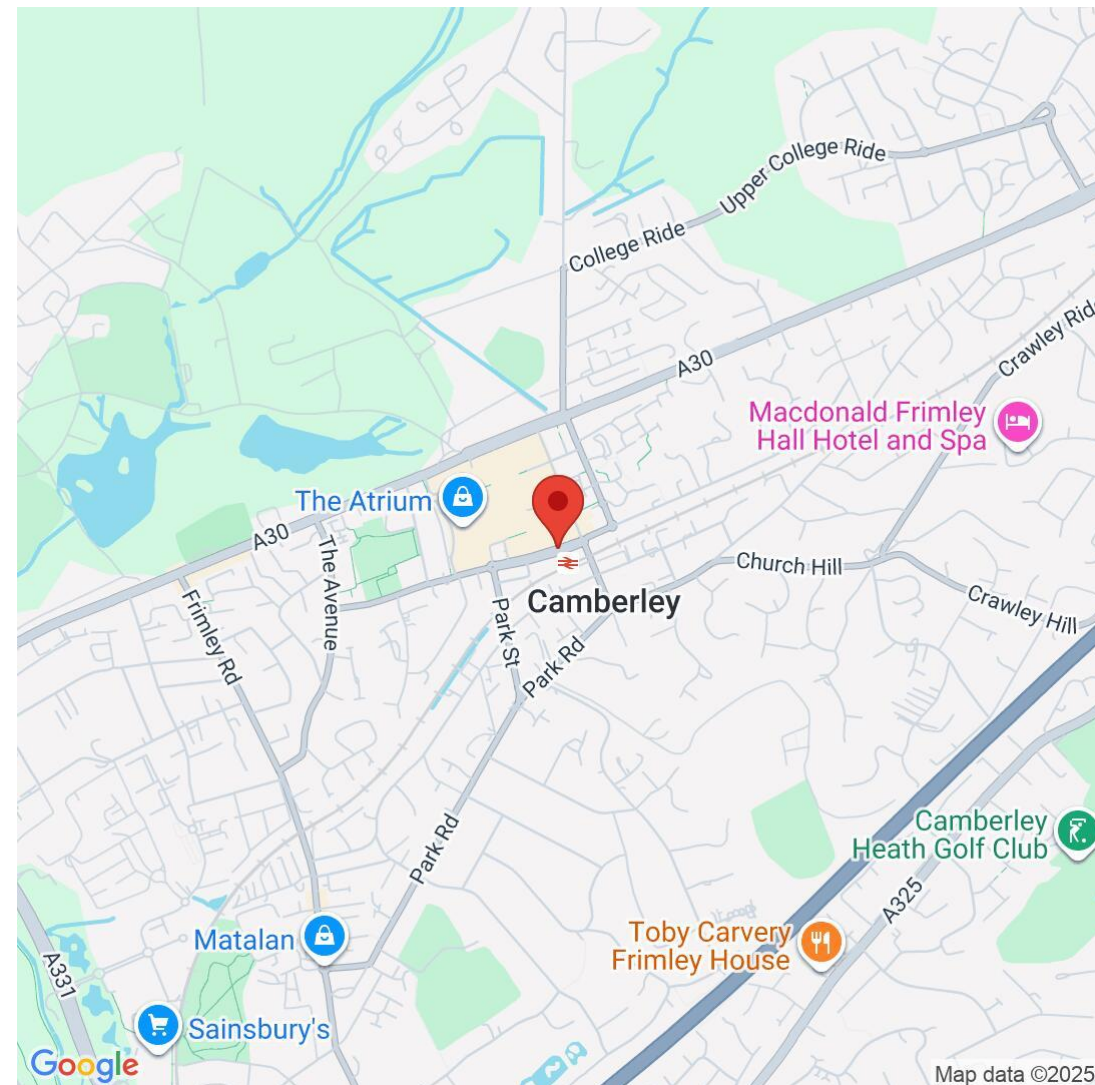 Upper College Ride
College Ride
Crawley Ride
A30
Macdonald Frimley
Hall Hotel and Spa
The Atrium
A30
The Avenue
Church Hill
Frimley Rd
Camberley
Crawley Hill
Park St
Park Rd
Camberley
Heath Golf Club
Park Rd
A325
Toby Carvery
Frimley House
Matalan
A331
Sainsbury's
Google
Map data ©2025